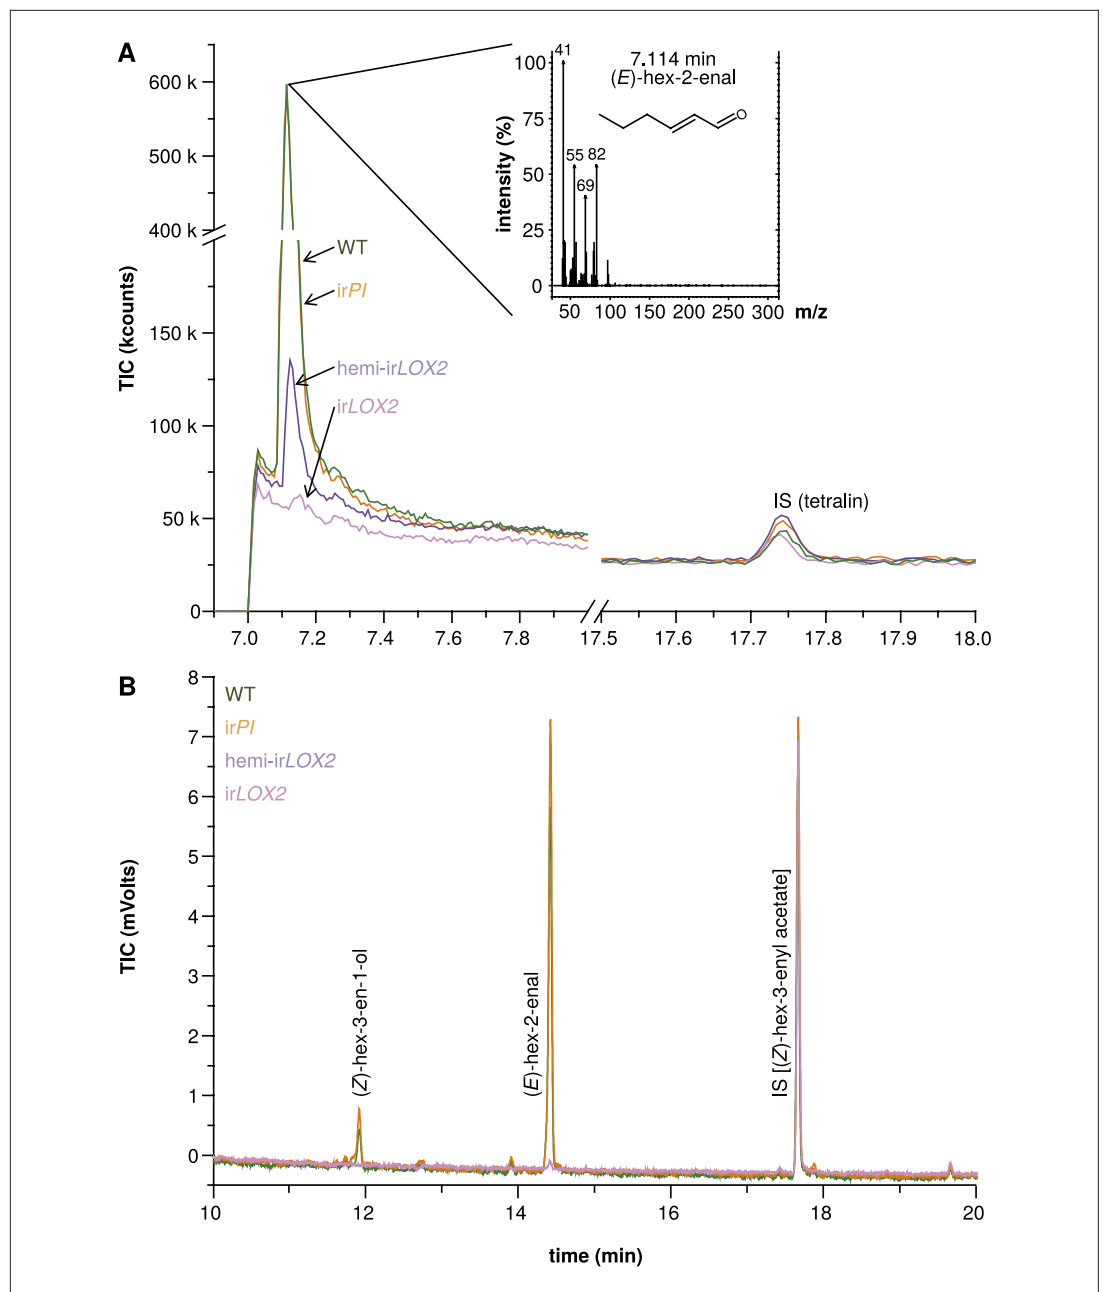 A
600 k
500 k
400 k
150 k
100 k
50 k
0
TIC (kcounts)
WT
irPI
hemi-irLOX2
irLOX2
IS (tetralin)
7.0 7.2 7.4 7.6 7.8 17.5 17.6 17.7 17.8 17.9 18.0
7.114 min
(E)-hex-2-enal
O
41
55 82
69
100
75
50
25
0
intensity (%)
50 100 150 200 250 300 m/z
B
8
7
6
5
4
3
2
1
0
TIC (mVolts)
WT
irPI
hemi-irLOX2
irLOX2
(Z)-hex-3-en-1-ol
(E)-hex-2-enal
IS [(Z)-hex-3-enyl acetate]
10 12 14 16 18 20
time (min)